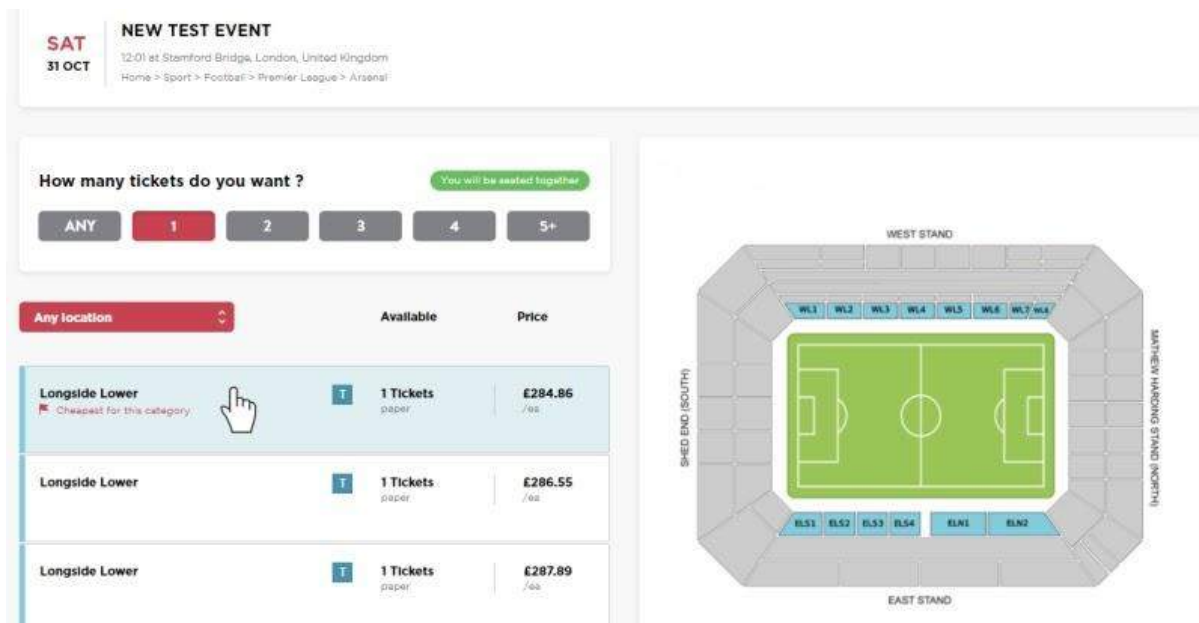 SAT
31 OCT
NEW TEST EVENT
12:01 at Stamford Bridge, London, United Kingdom
Home > Sport > Football > Premier League > Arsenal
How many tickets do you want ?
You will be seated together
ANY
1
2
3
4
5+
Any location
Available
Price
Longside Lower
Cheapest for this category
T
1 Tickets
paper
£284.86
/ea
Longside Lower
T
1 Tickets
paper
£286.55
/ea
Longside Lower
T
1 Tickets
paper
£287.89
/ea
WEST STAND
WL1 WL2 WL3 WL4 WL5 WL6 WL7 WL8
SHED END (SOUTH)
MATHEW HARDING STAND (NORTH)
ELS1 ELS2 ELS3 ELS4 ELN1 ELN2
EAST STAND